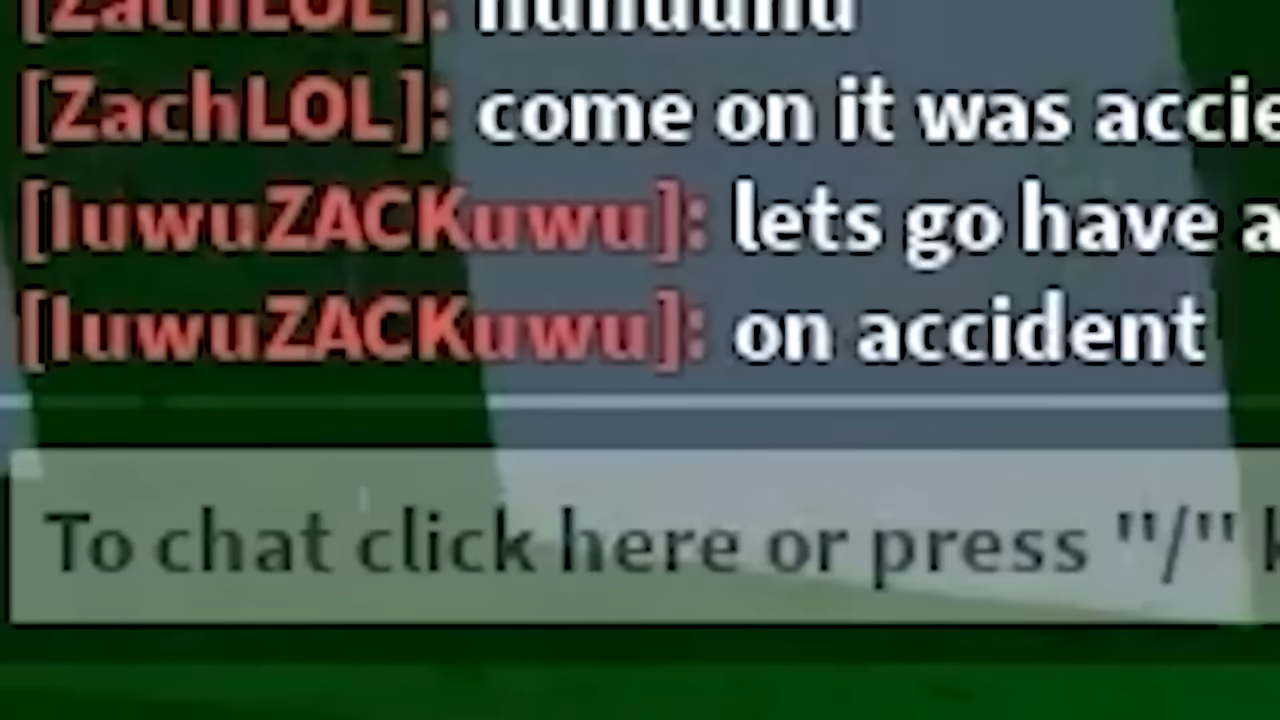 [ZachLOL]:
[ZachLOL]: come on it was accie
[IuwuZACKuwu]: lets go have a
[IuwuZACKuwu]: on accident
To chat click here or press "/" k